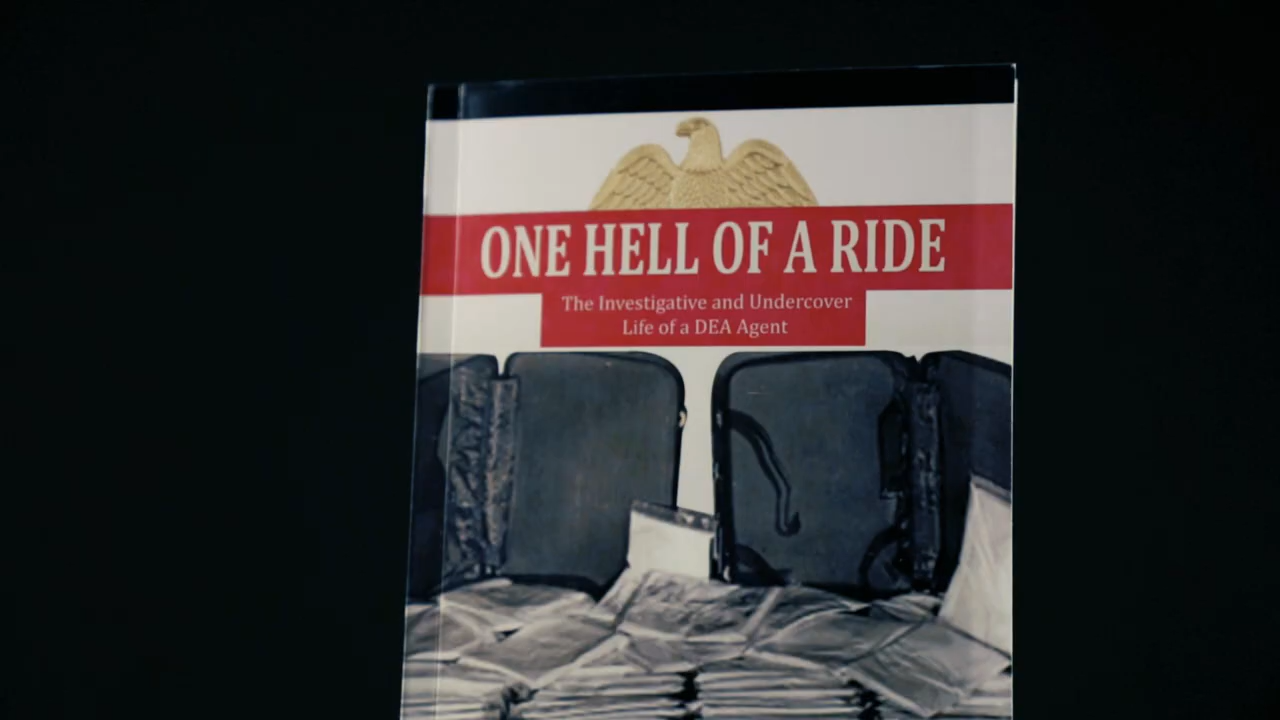 ONE HELL OF A RIDE
The Investigative and Undercover
Life of a DEA Agent